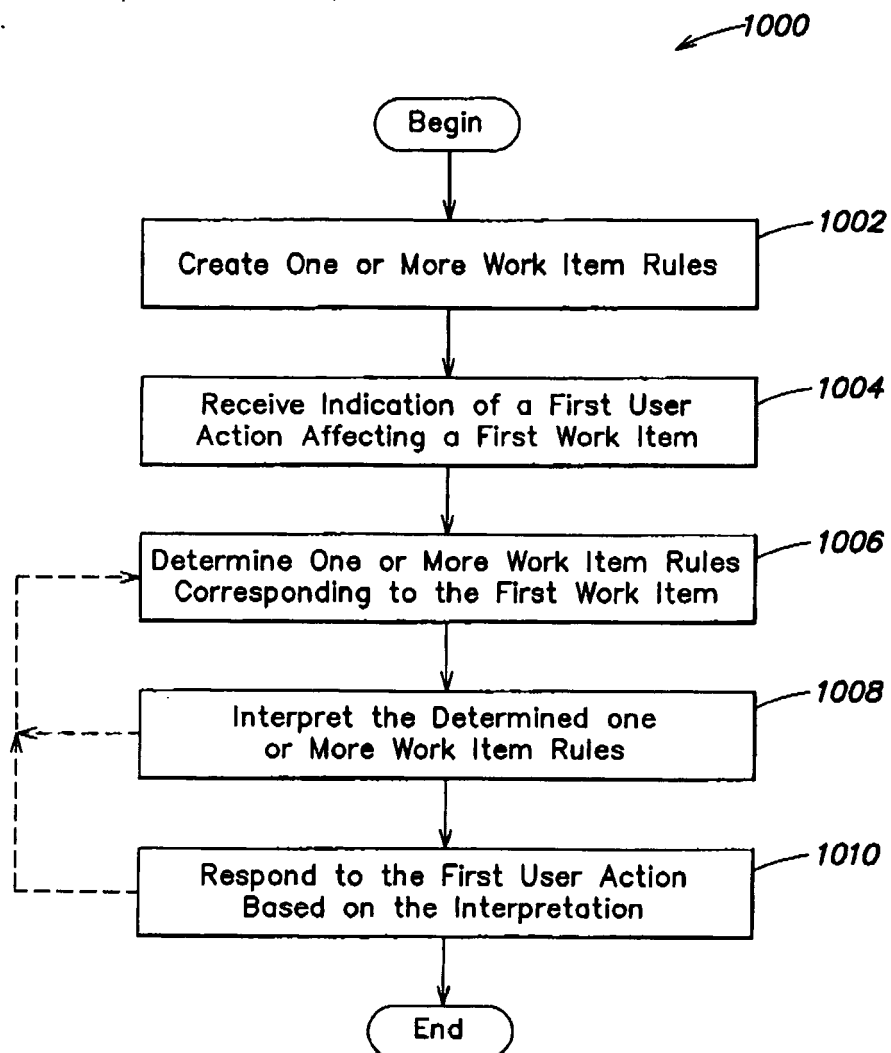 1000
Begin
1002
Create One or More Work Item Rules
1004
Receive Indication of a First User
Action Affecting a First Work Item
1006
Determine One or More Work Item Rules
Corresponding to the First Work Item
1008
Interpret the Determined one
or More Work Item Rules
1010
Respond to the First User Action
Based on the Interpretation
End